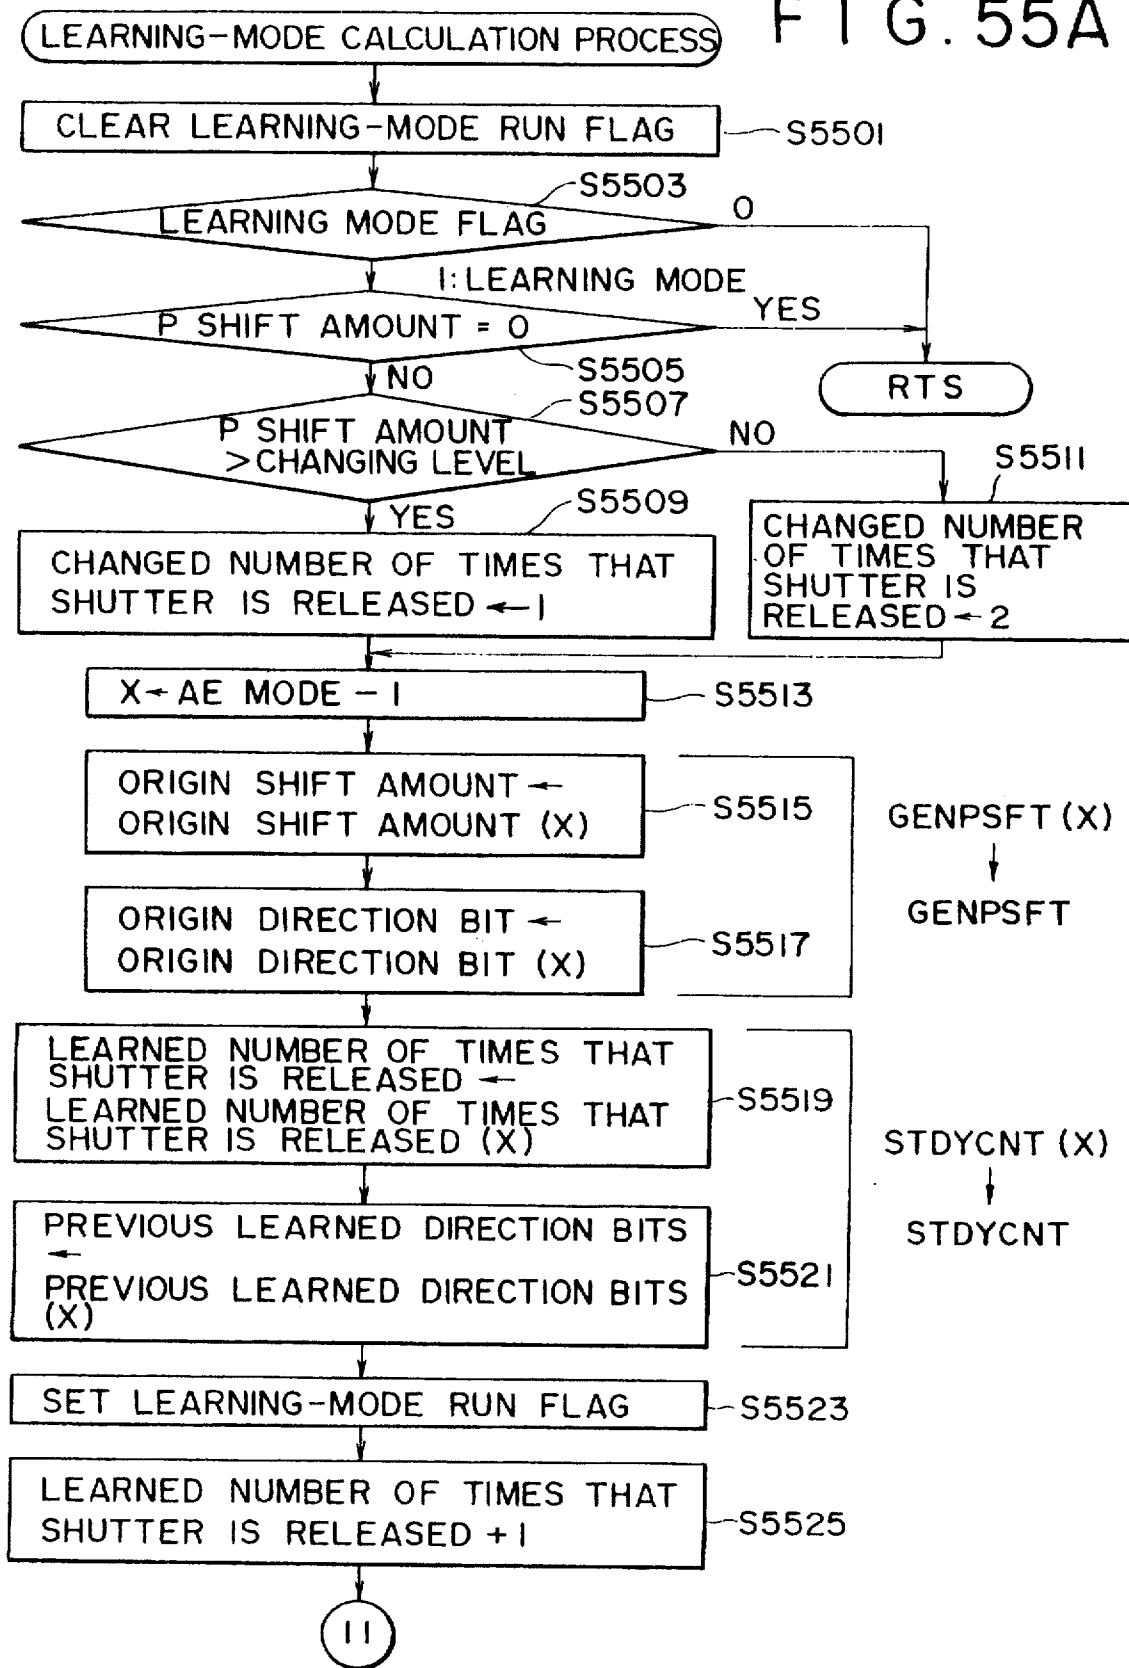 FIG. 55A
LEARNING-MODE CALCULATION PROCESS
CLEAR LEARNING-MODE RUN FLAG
S5501
S5503
LEARNING MODE FLAG
0
1: LEARNING MODE
P SHIFT AMOUNT = 0
YES
S5505
NO
RTS
S5507
P SHIFT AMOUNT
>CHANGING LEVEL
NO
S5511
YES
S5509
CHANGED NUMBER OF TIMES THAT
SHUTTER IS RELEASED ← 1
CHANGED NUMBER
OF TIMES THAT
SHUTTER IS
RELEASED ← 2
X ← AE MODE - 1
S5513
ORIGIN SHIFT AMOUNT ←
ORIGIN SHIFT AMOUNT (X)
S5515
GENPSFT (X)
↓
GENPSFT
ORIGIN DIRECTION BIT ←
ORIGIN DIRECTION BIT (X)
S5517
LEARNED NUMBER OF TIMES THAT
SHUTTER IS RELEASED ←
LEARNED NUMBER OF TIMES THAT
SHUTTER IS RELEASED (X)
S5519
STDYCNT (X)
↓
STDYCNT
PREVIOUS LEARNED DIRECTION BITS
←
PREVIOUS LEARNED DIRECTION BITS
(X)
S5521
SET LEARNING-MODE RUN FLAG
S5523
LEARNED NUMBER OF TIMES THAT
SHUTTER IS RELEASED + 1
S5525
11